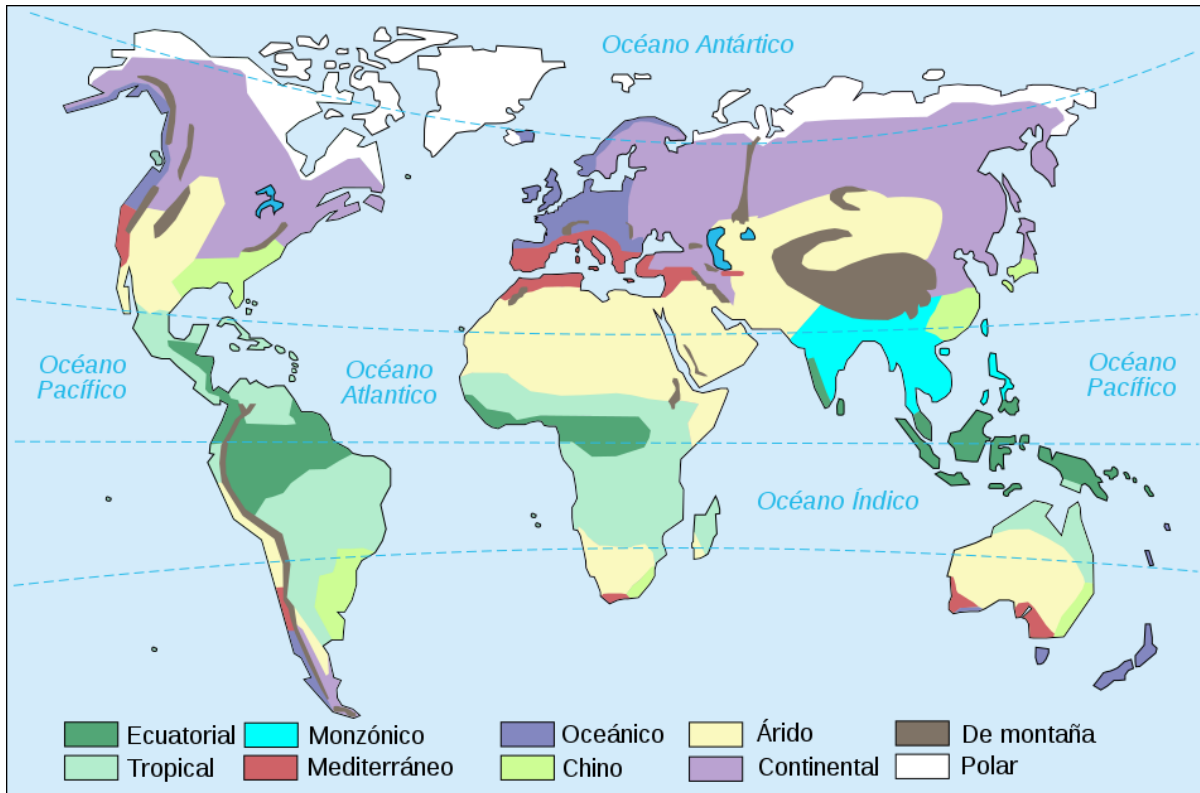 Océano Antártico
Océano
Pacífico
Océano
Atlantico
Océano
Pacífico
Océano Índico
Ecuatorial
Monzónico
Oceánico
Árido
De montaña
Tropical
Mediterráneo
Chino
Continental
Polar